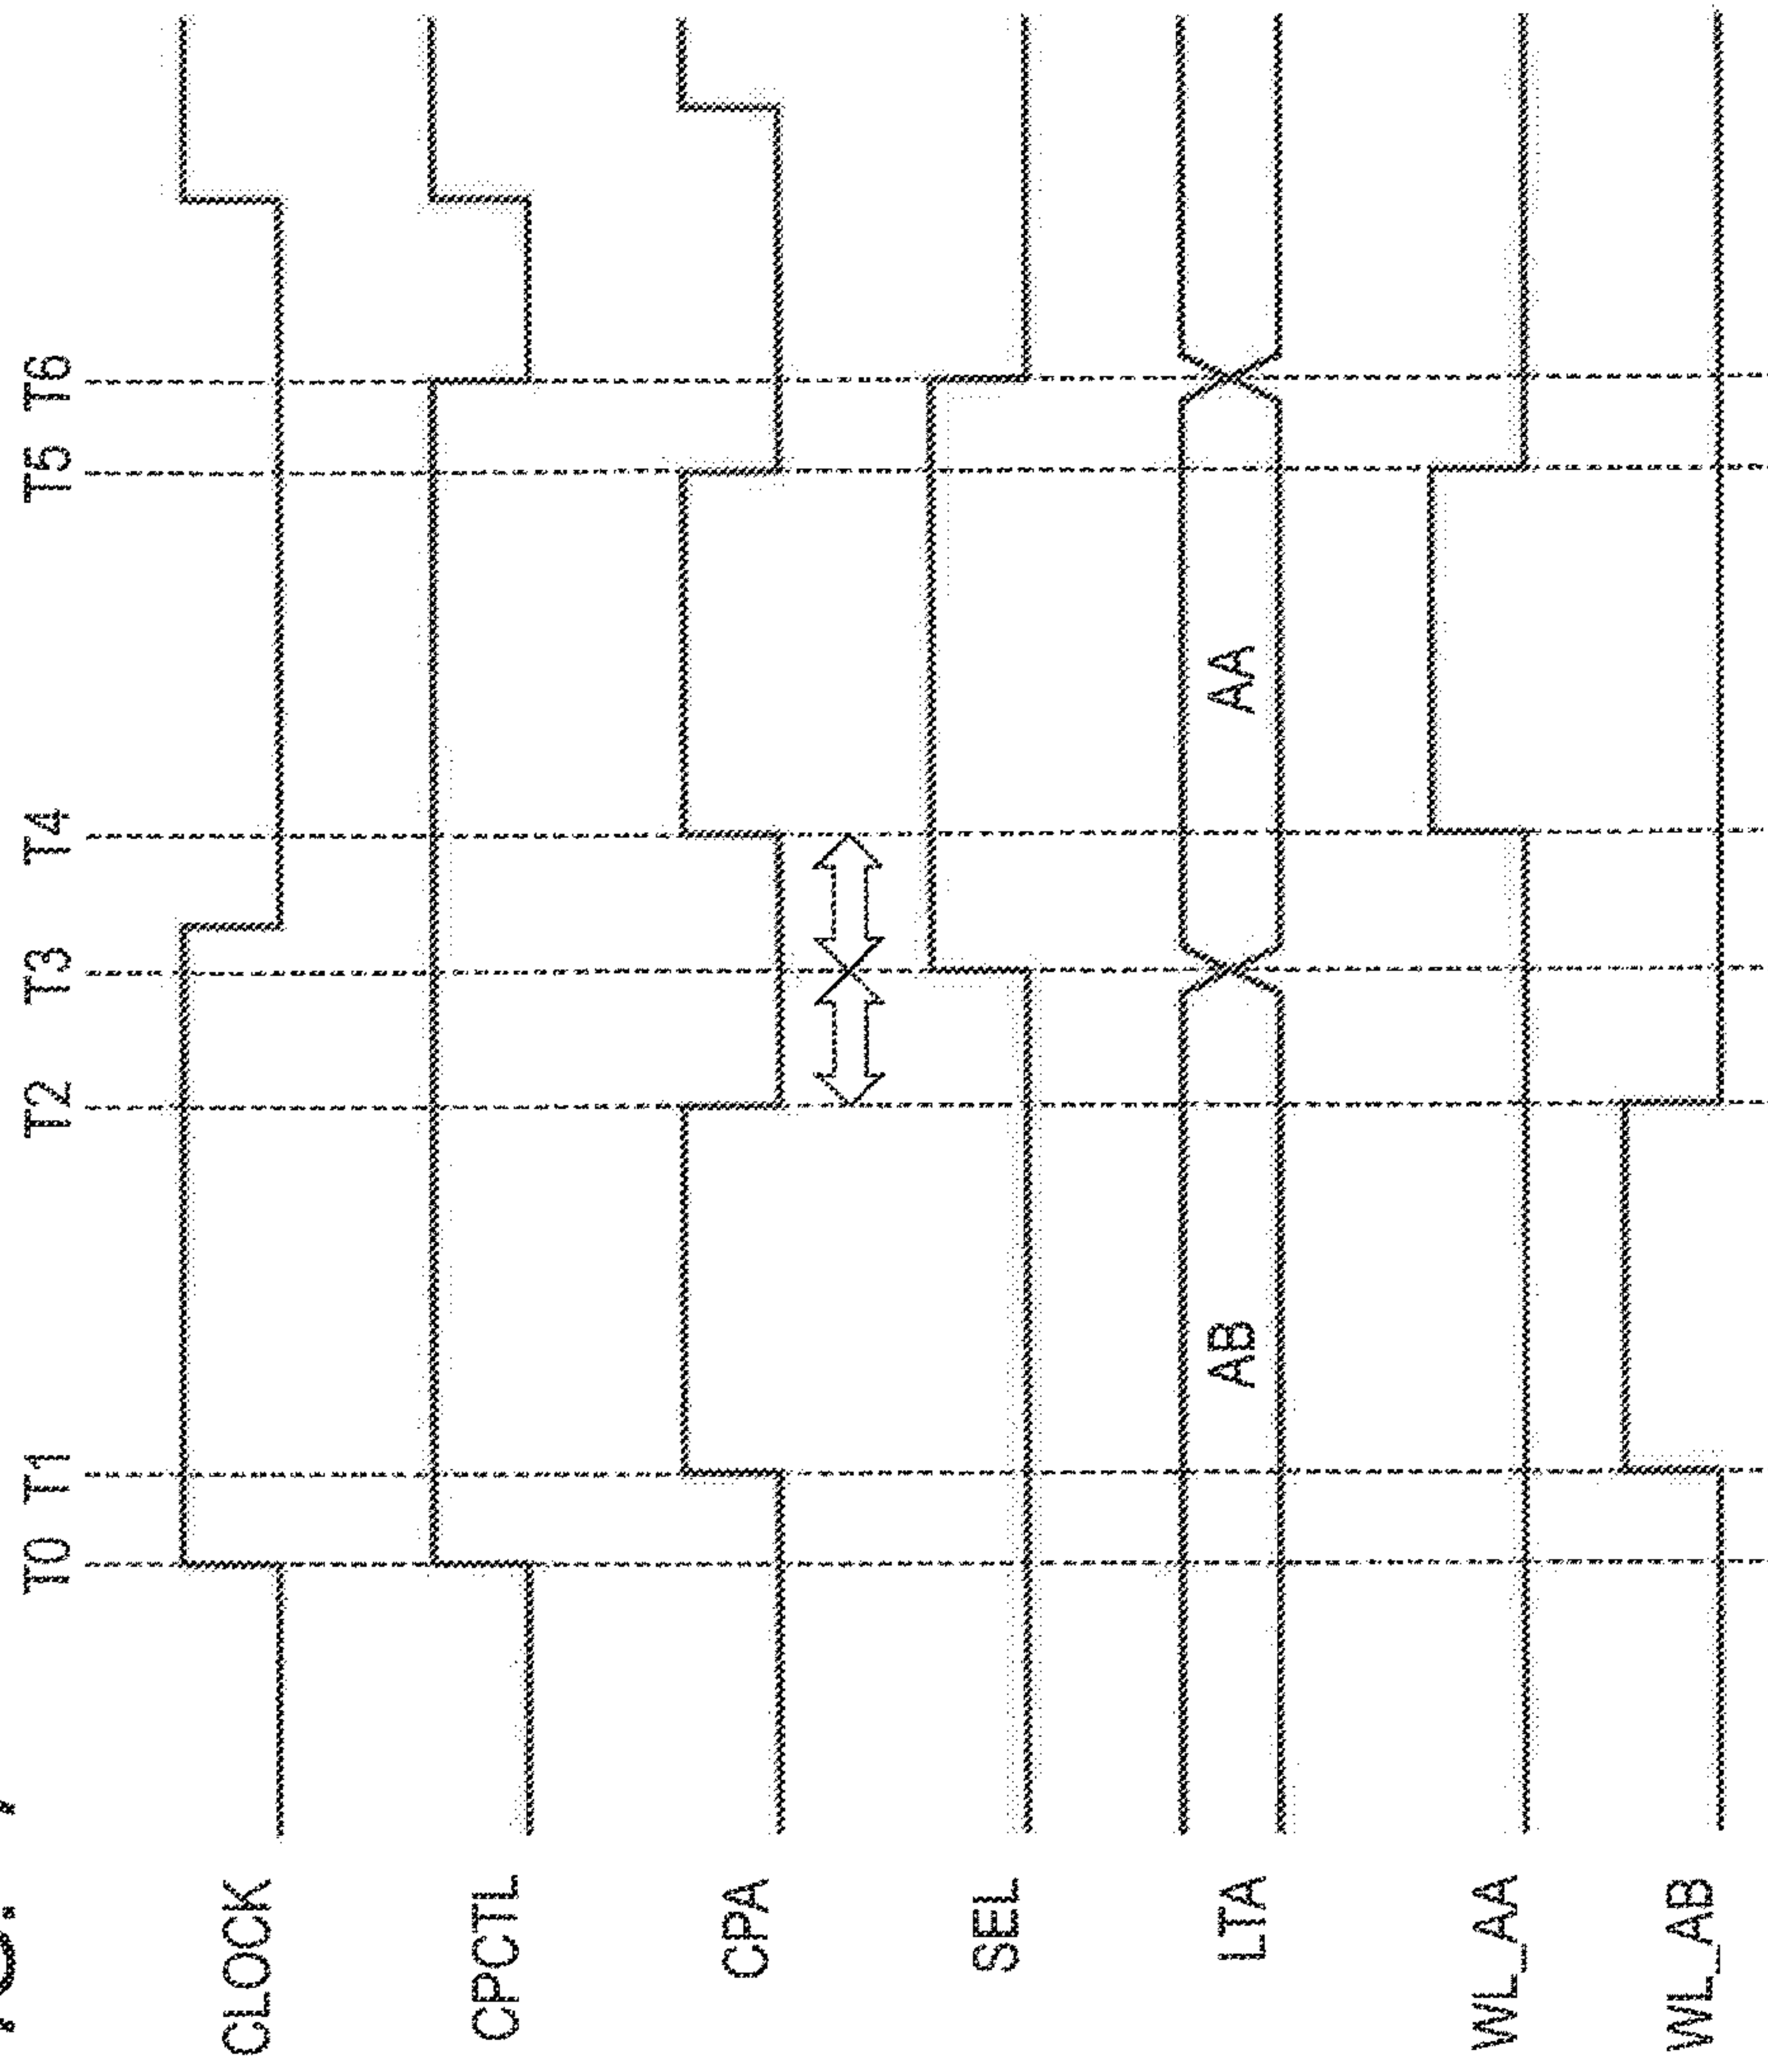 T0 T1 T2 T3 T4 T5 T6
CLOCK
CPCTL
CPA
SEL
LTA AB AA
WL_AA
WL_AB